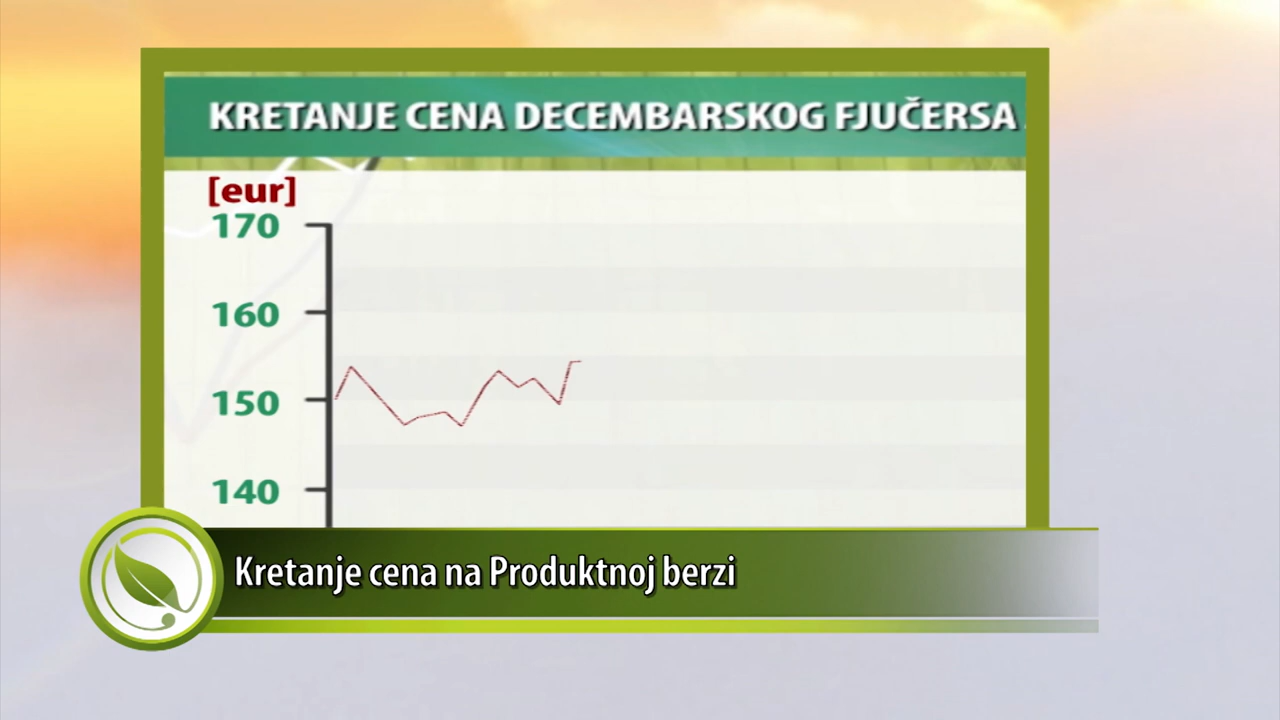 KRETANJE CENA DECEMBARSKOG FJUČERSA
[eur]
170
160
150
140
Kretanje cena na Produktnoj berzi